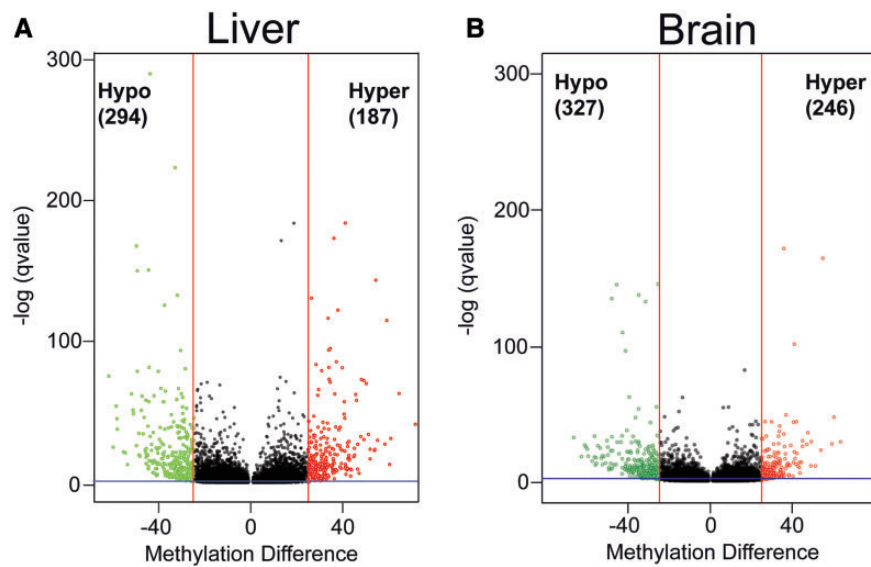 A
Liver
Hypo
(294)
Hyper
(187)
300
200
100
0
-log (qvalue)
-40
0
40
Methylation Difference
B
Brain
Hypo
(327)
Hyper
(246)
300
200
100
0
-log (qvalue)
-40
0
40
Methylation Difference